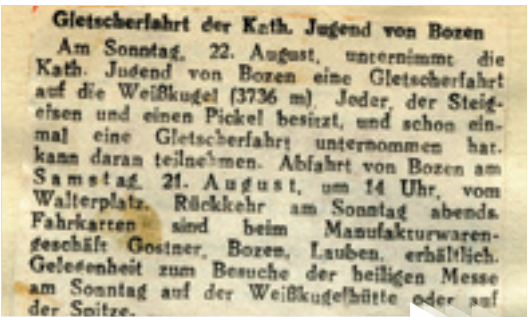 Gletscherfahrt der Kath. Jugend von Bozen
Am Sonntag, 22. August, unternimmt die
Kath. Jugend von Bozen eine Gletscherfahrt
auf die Weißkugel (3736 m). Jeder, der Steig-
eisen und einen Pickel besitzt, und schon ein-
mal eine Gletscherfahrt unternommen hat,
kann daran teilnehmen. Abfahrt von Bozen am
Samstag, 21. August, um 14 Uhr, vom
Walterplatz. Rückkehr am Sonntag abends.
Fahrkarten sind beim Manufakturwaren-
geschäft Gostner, Bozen, Lauben, erhältlich.
Gelegenheit zum Besuche der heiligen Messe
am Sonntag auf der Weißkugelhütte oder auf
der Spitze.